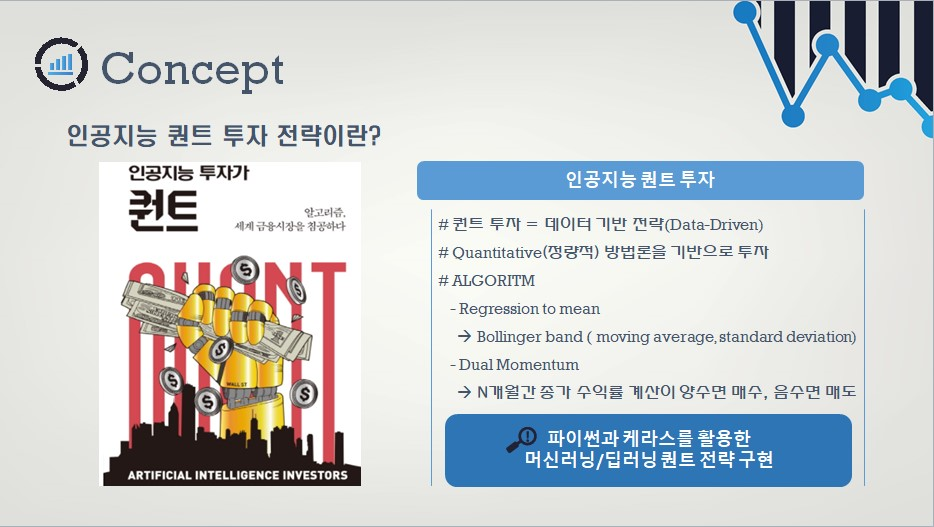 Concept
인공지능 퀀트 투자 전략이란?
인공지능 투자가
퀀트
알고리즘,
세계 금융시장을 침공하다
QUANT
WALL ST
ARTIFICIAL INTELLIGENCE INVESTORS
인공지능 퀀트 투자
# 퀀트 투자 = 데이터 기반 전략(Data-Driven)
# Quantitative(정량적) 방법론을 기반으로 투자
# ALGORITM
- Regression to mean
→ Bollinger band ( moving average,standard deviation)
- Dual Momentum
→ N개월간 종가 수익률 계산이 양수면 매수, 음수면 매도
파이썬과 케라스를 활용한
머신러닝/딥러닝 퀀트 전략 구현